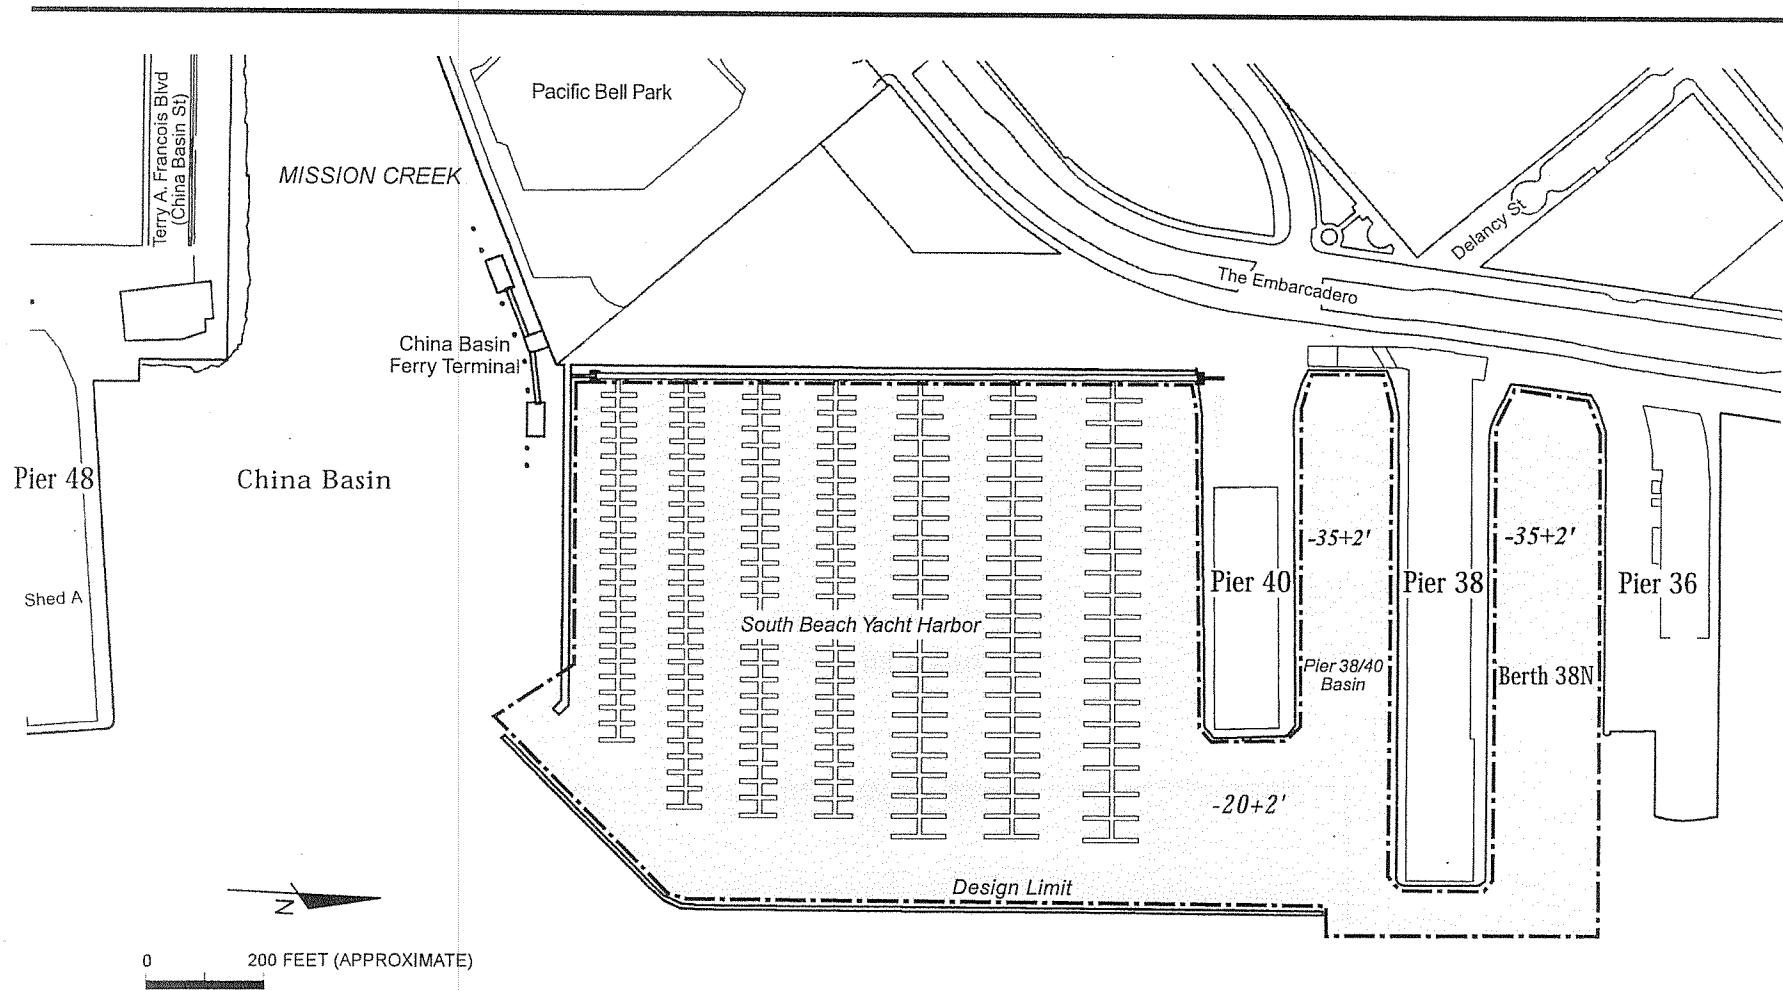 Terry A. Francois Blvd
(China Basin St)
Pacific Bell Park
MISSION CREEK
Delancy St
The Embarcadero
China Basin
Ferry Terminal
Pier 48
China Basin
Shed A
-35+2'
-35+2'
Pier 40
Pier 38
Pier 36
South Beach Yacht Harbor
Pier 38/40
Basin
Berth 38N
-20+2'
Design Limit
N
0 200 FEET (APPROXIMATE)